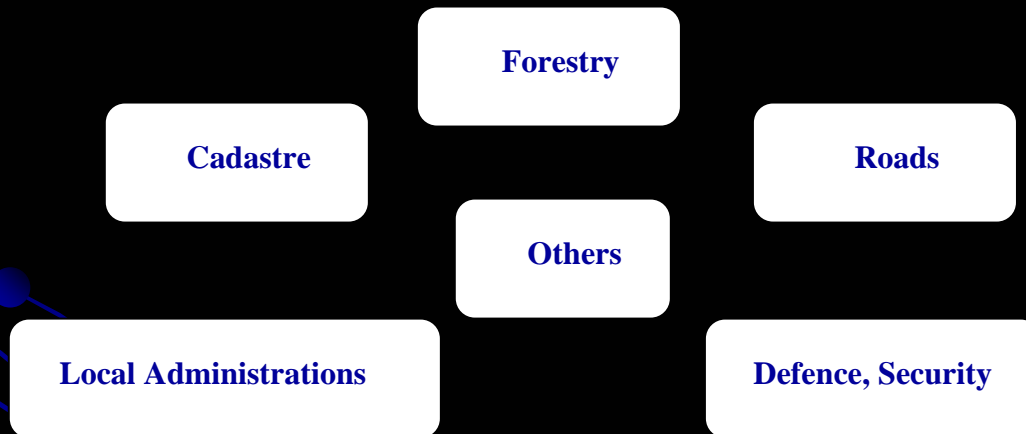 Forestry
Cadastre
Roads
Others
Local Administrations
Defence, Security